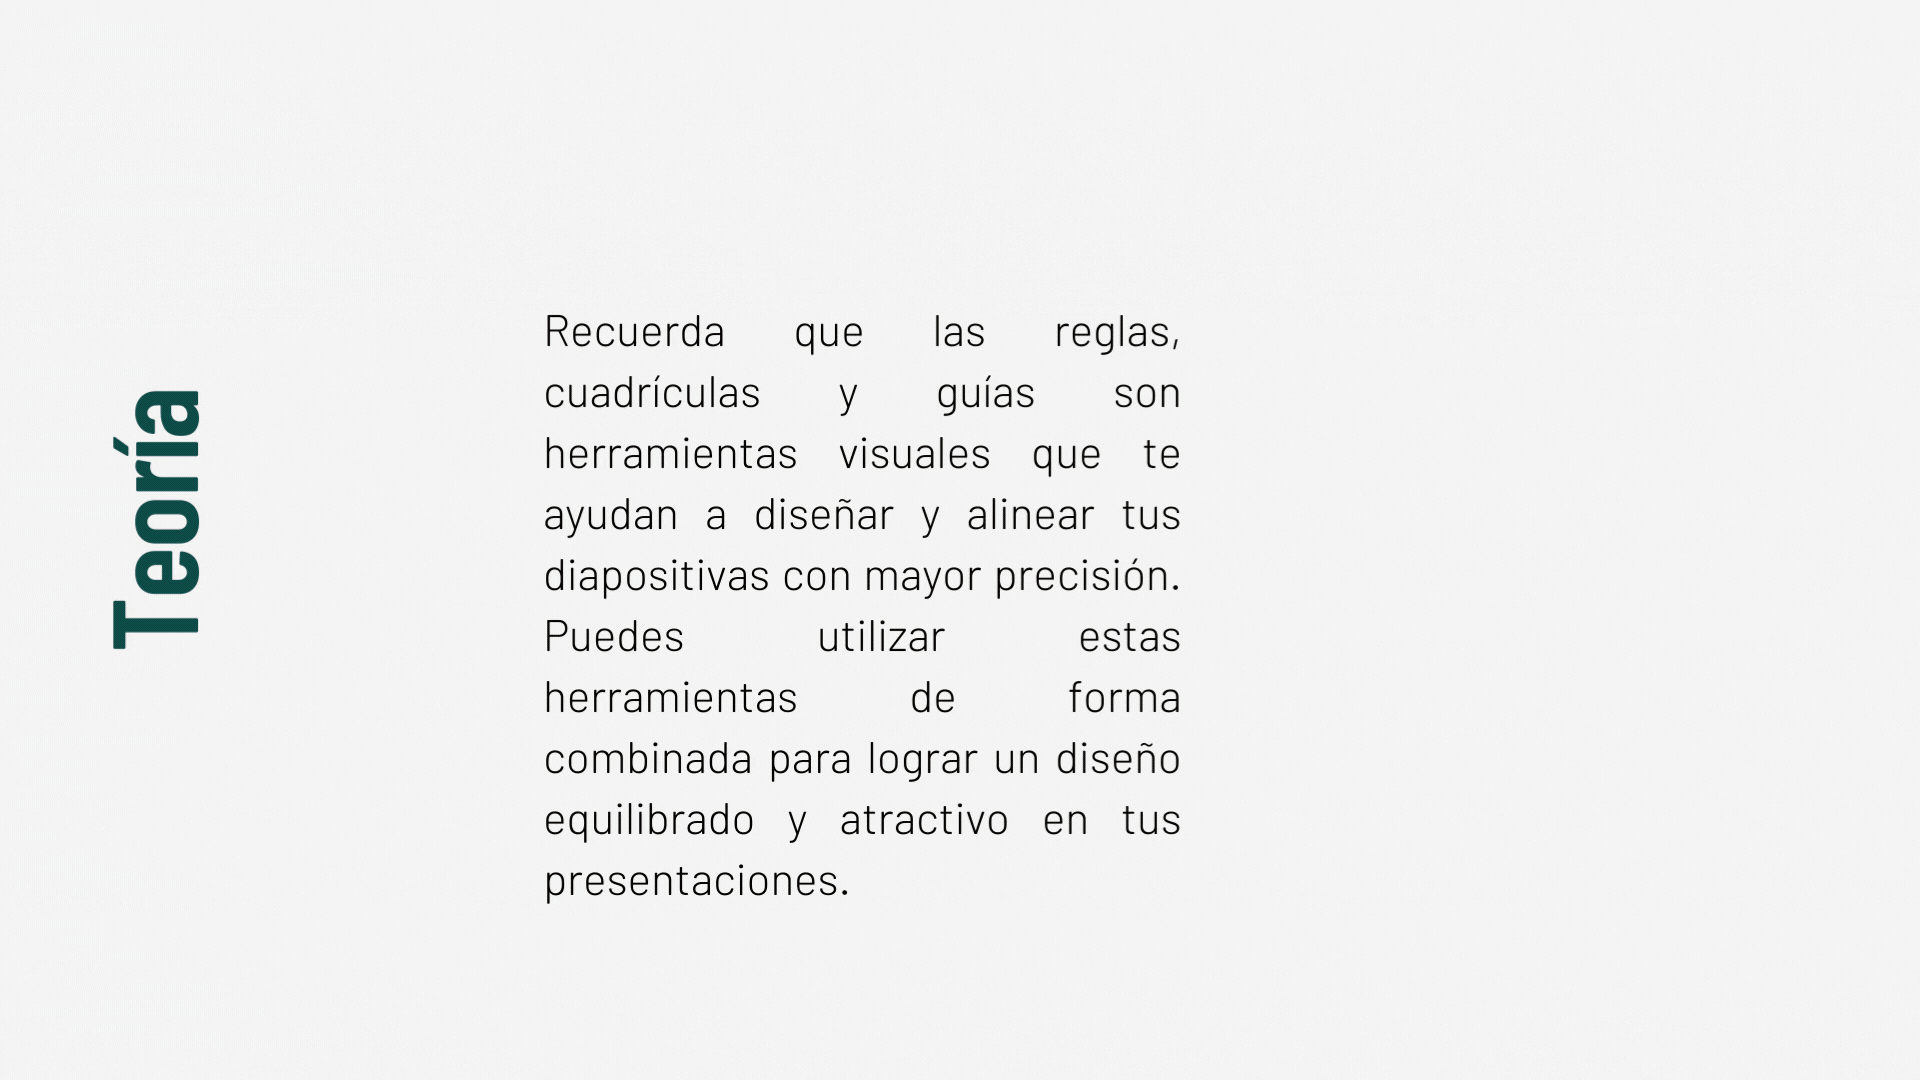 Teoría
Recuerda que las reglas,
cuadrículas y guías son
herramientas visuales que te
ayudan a diseñar y alinear tus
diapositivas con mayor precisión.
Puedes utilizar estas
herramientas de forma
combinada para lograr un diseño
equilibrado y atractivo en tus
presentaciones.